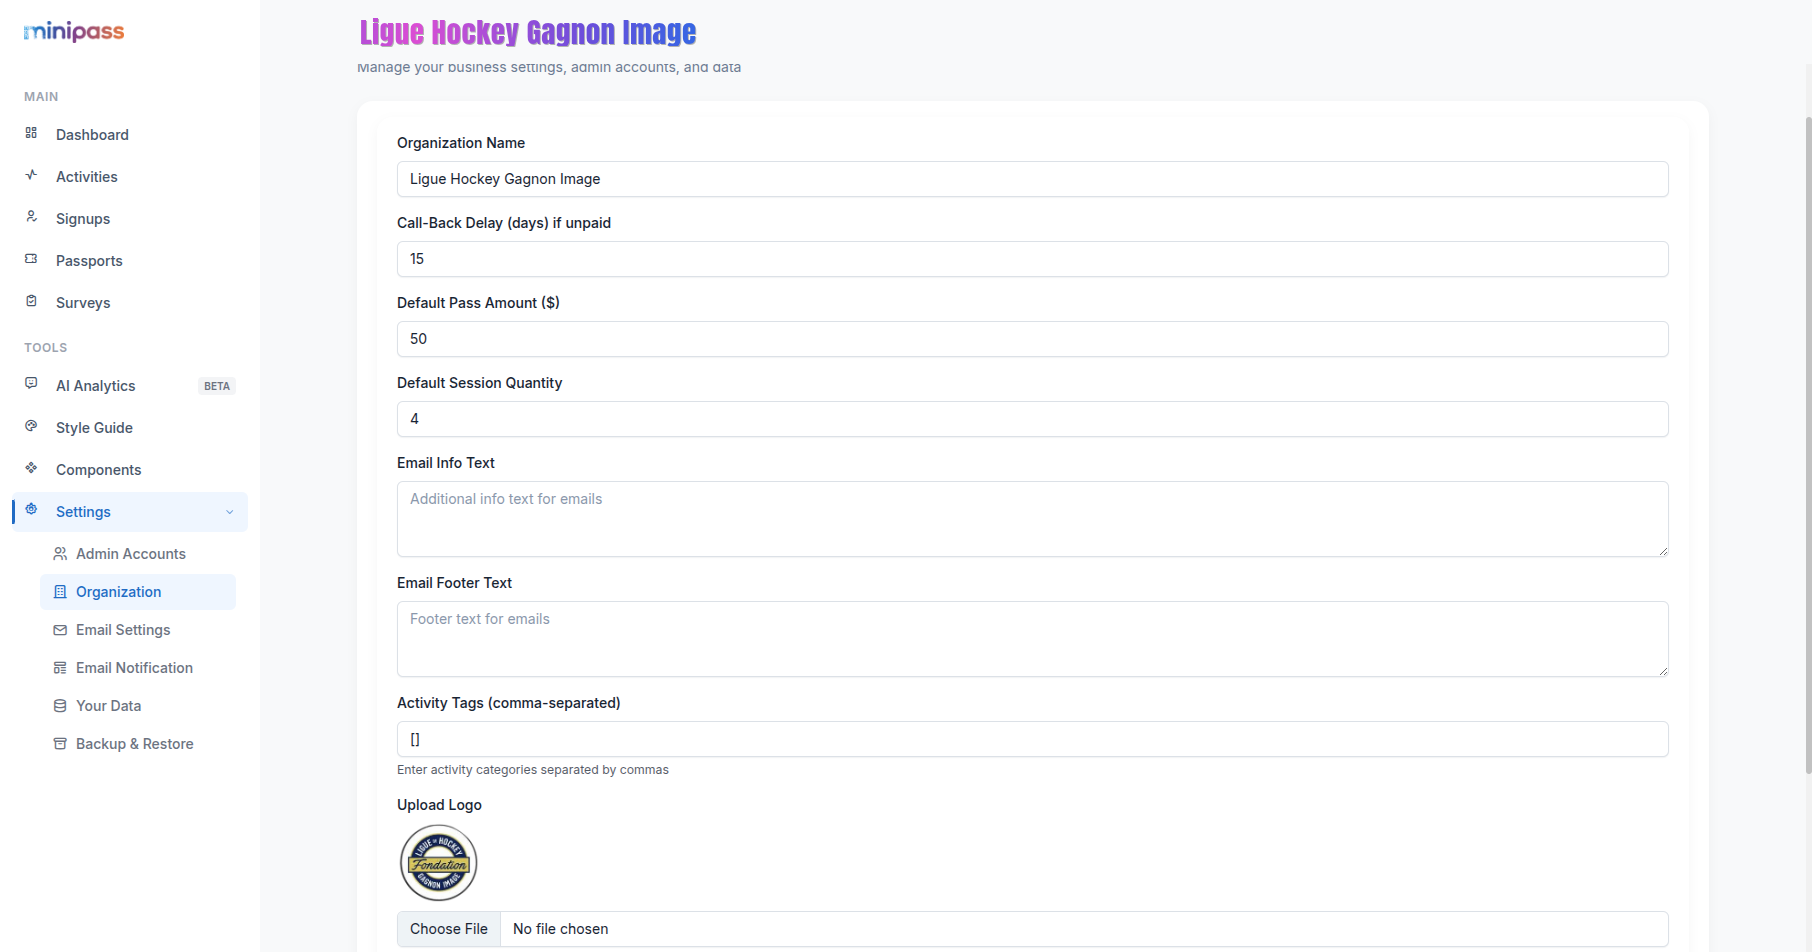 minipass
MAIN
Dashboard
Activities
Signups
Passports
Surveys
TOOLS
AI Analytics BETA
Style Guide
Components
Settings
Admin Accounts
Organization
Email Settings
Email Notification
Your Data
Backup & Restore
Ligue Hockey Gagnon Image
Manage your business settings, admin accounts, and data
Organization Name
Ligue Hockey Gagnon Image
Call-Back Delay (days) if unpaid
15
Default Pass Amount ($)
50
Default Session Quantity
4
Email Info Text
Additional info text for emails
Email Footer Text
Footer text for emails
Activity Tags (comma-separated)
[]
Enter activity categories separated by commas
Upload Logo
LIGUE DE HOCKEY
Fondation
GAGNON IMAGE
Choose File No file chosen